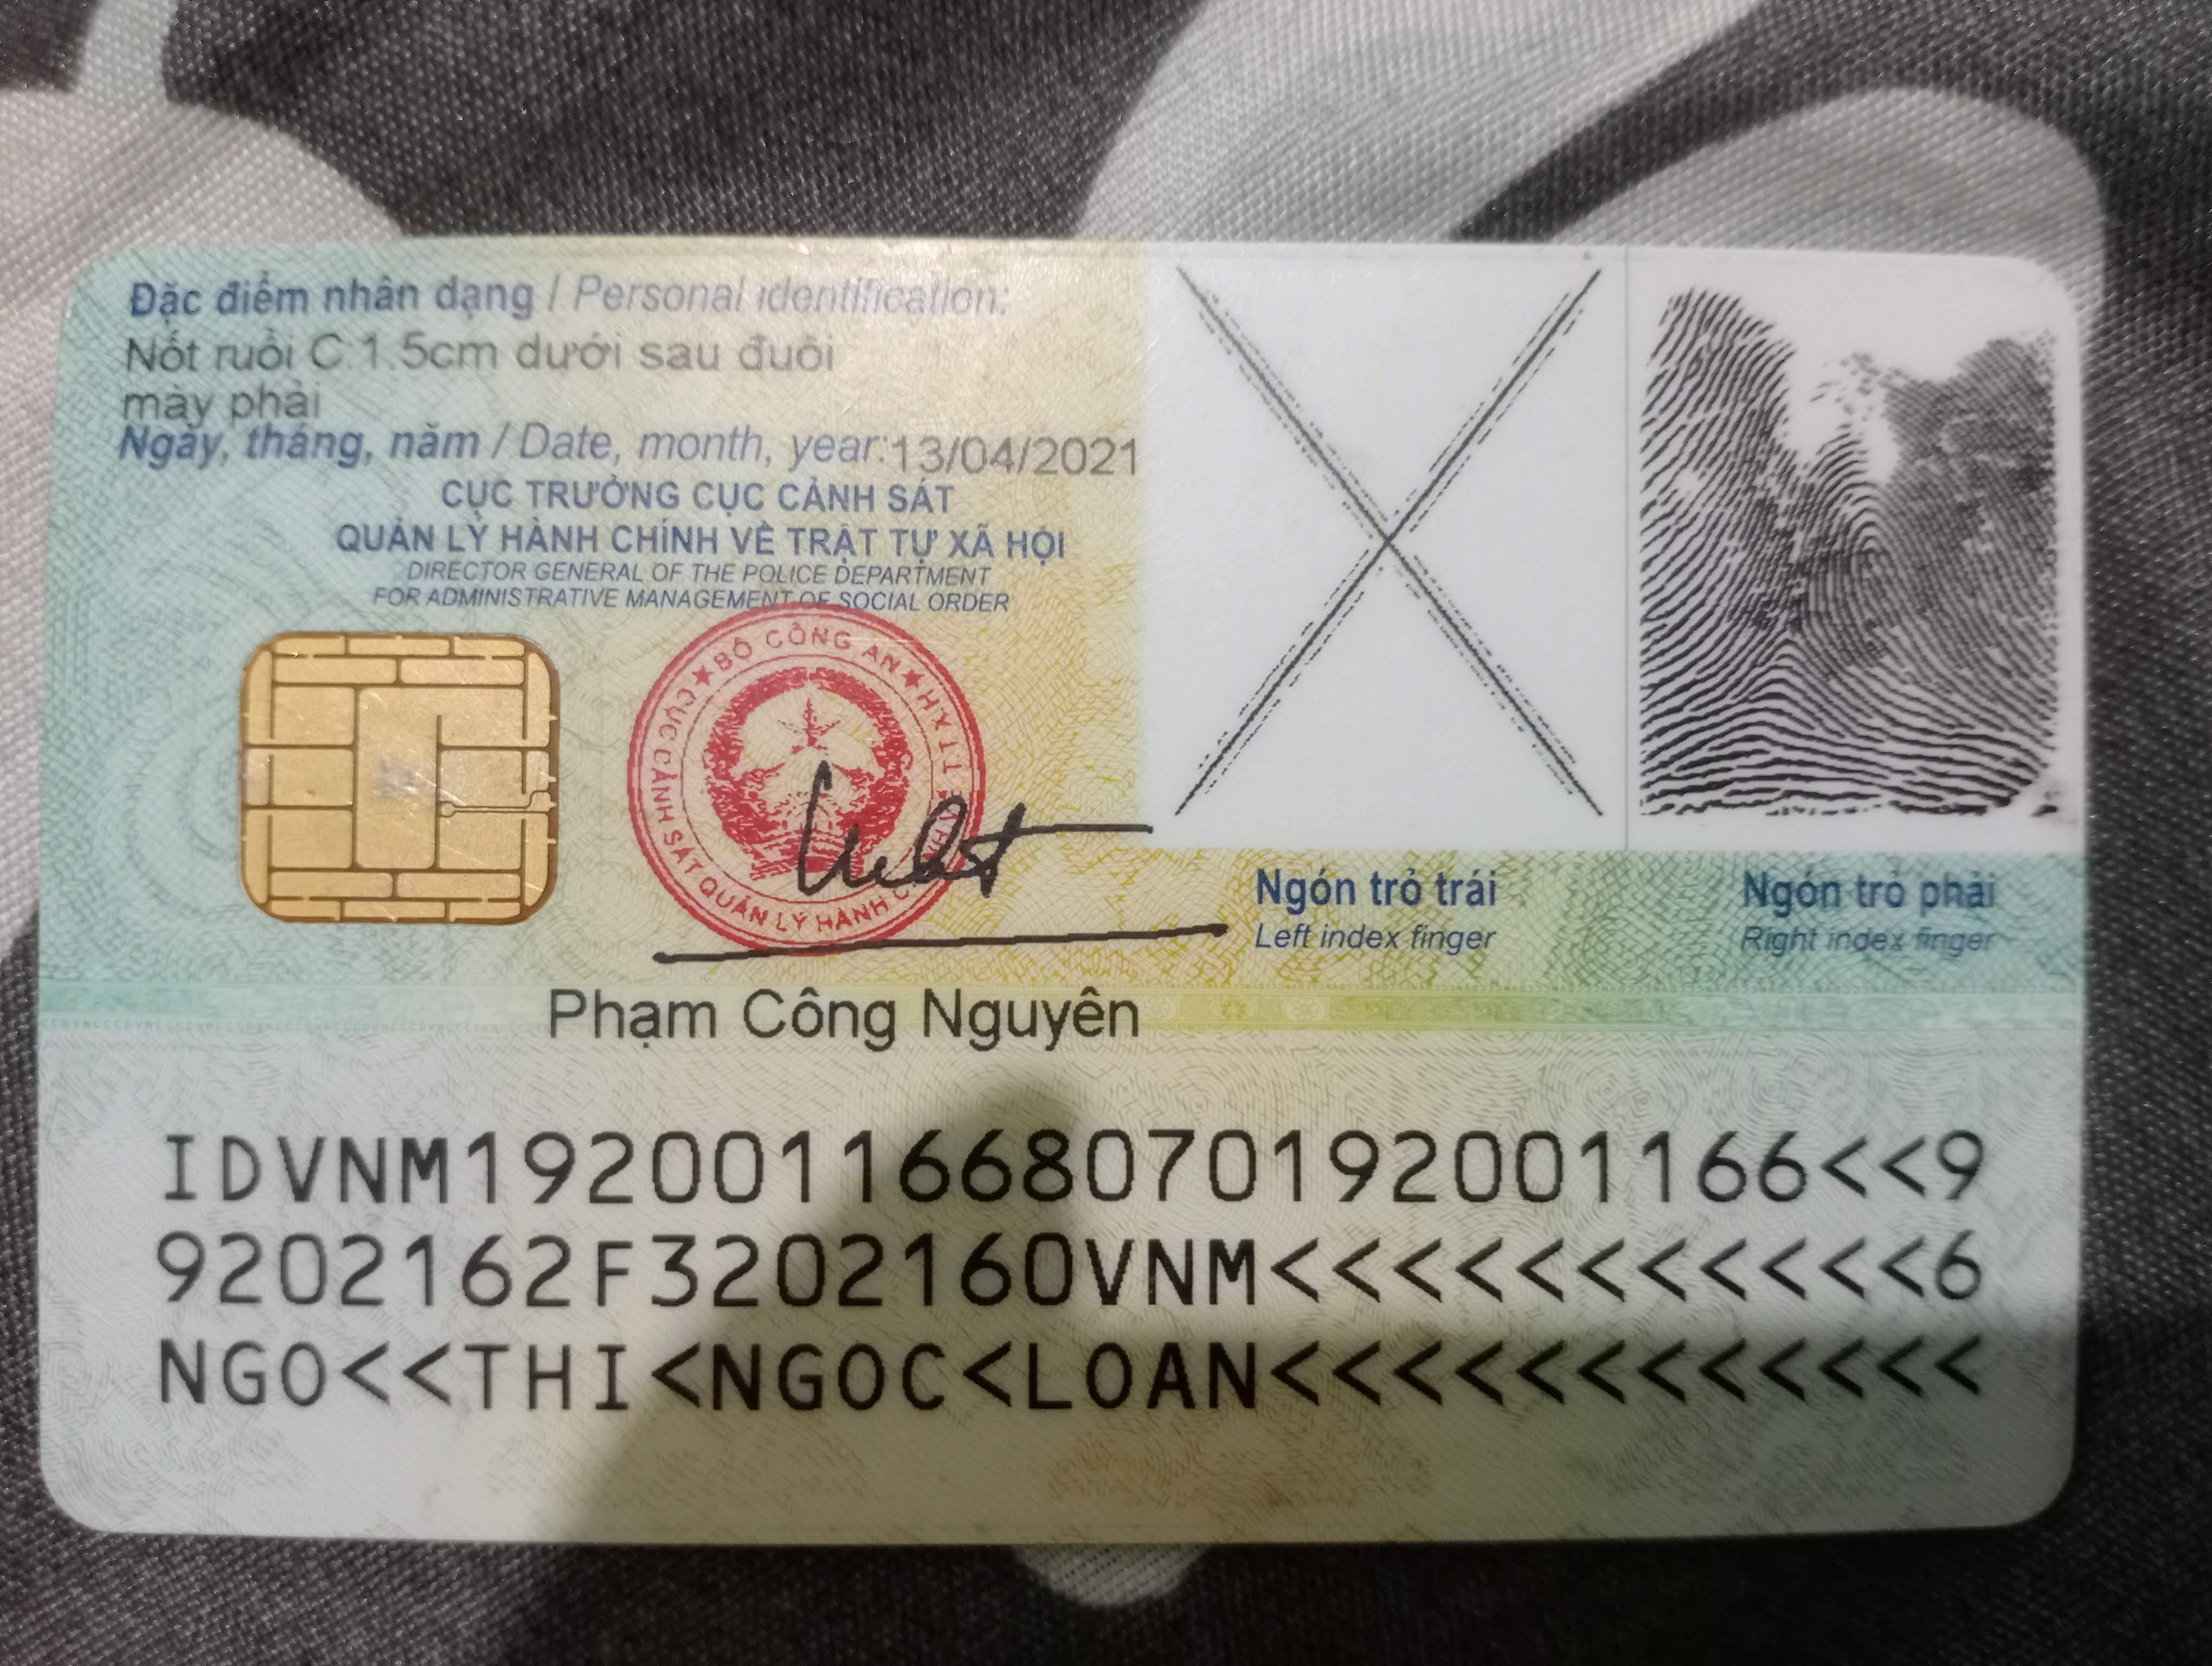 Đặc điểm nhân dạng / Personal identification:
Nốt ruồi C.1.5cm dưới sau đuôi
mày phải
Ngày, tháng, năm / Date, month, year: 13/04/2021
CỤC TRƯỞNG CỤC CẢNH SÁT
QUẢN LÝ HÀNH CHÍNH VỀ TRẬT TỰ XÃ HỘI
DIRECTOR GENERAL OF THE POLICE DEPARTMENT
FOR ADMINISTRATIVE MANAGEMENT OF SOCIAL ORDER
★ BỘ CÔNG AN ★
CỤC CẢNH SÁT QUẢN LÝ HÀNH
Phạm Công Nguyên
Ngón trỏ trái
Left index finger
Ngón trỏ phải
Right index finger
IDVNM1920011668070192001166<<9
9202162F3202160VNM<<<<<<<<<<<6
NGO<<THI<NGOC<LOAN<<<<<<<<<<<<